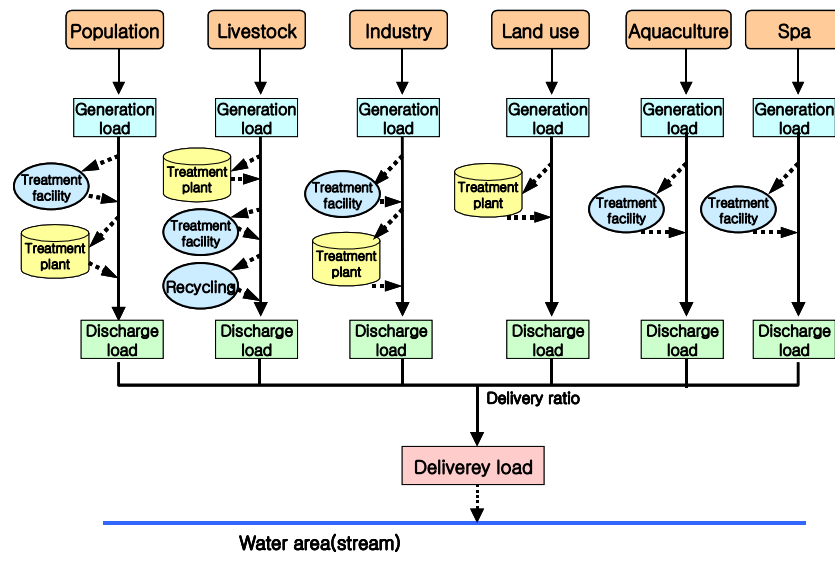 Population
Livestock
Industry
Land use
Aquaculture
Spa
Generation
load
Generation
load
Generation
load
Generation
load
Generation
load
Generation
load
Treatment
facility
Treatment
plant
Treatment
plant
Treatment
facility
Recycling
Treatment
facility
Treatment
plant
Treatment
plant
Treatment
facility
Treatment
facility
Discharge
load
Discharge
load
Discharge
load
Discharge
load
Discharge
load
Discharge
load
Delivery ratio
Deliverey load
Water area(stream)